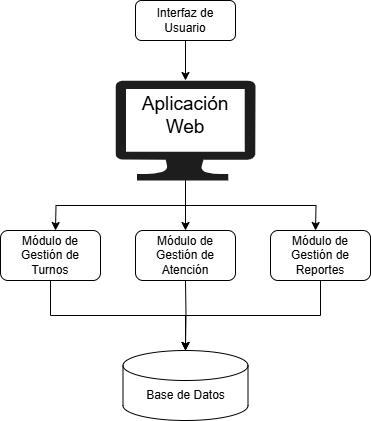 Interfaz de
Usuario
Aplicación
Web
Módulo de
Gestión de
Turnos
Módulo de
Gestión de
Atención
Módulo de
Gestión de
Reportes
Base de Datos